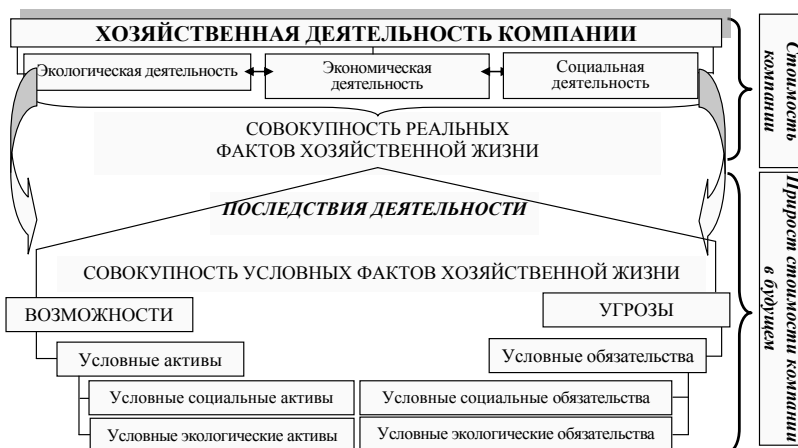 ХОЗЯЙСТВЕННАЯ ДЕЯТЕЛЬНОСТЬ КОМПАНИИ
Экологическая деятельность
Экономическая
деятельность
Социальная
деятельность
Стоимость
компании
СОВОКУПНОСТЬ РЕАЛЬНЫХ
ФАКТОВ ХОЗЯЙСТВЕННОЙ ЖИЗНИ
ПОСЛЕДСТВИЯ ДЕЯТЕЛЬНОСТИ
СОВОКУПНОСТЬ УСЛОВНЫХ ФАКТОВ ХОЗЯЙСТВЕННОЙ ЖИЗНИ
Прирост стоимости компании
в будущем
ВОЗМОЖНОСТИ
УГРОЗЫ
Условные активы
Условные обязательства
Условные социальные активы
Условные социальные обязательства
Условные экологические активы
Условные экологические обязательства